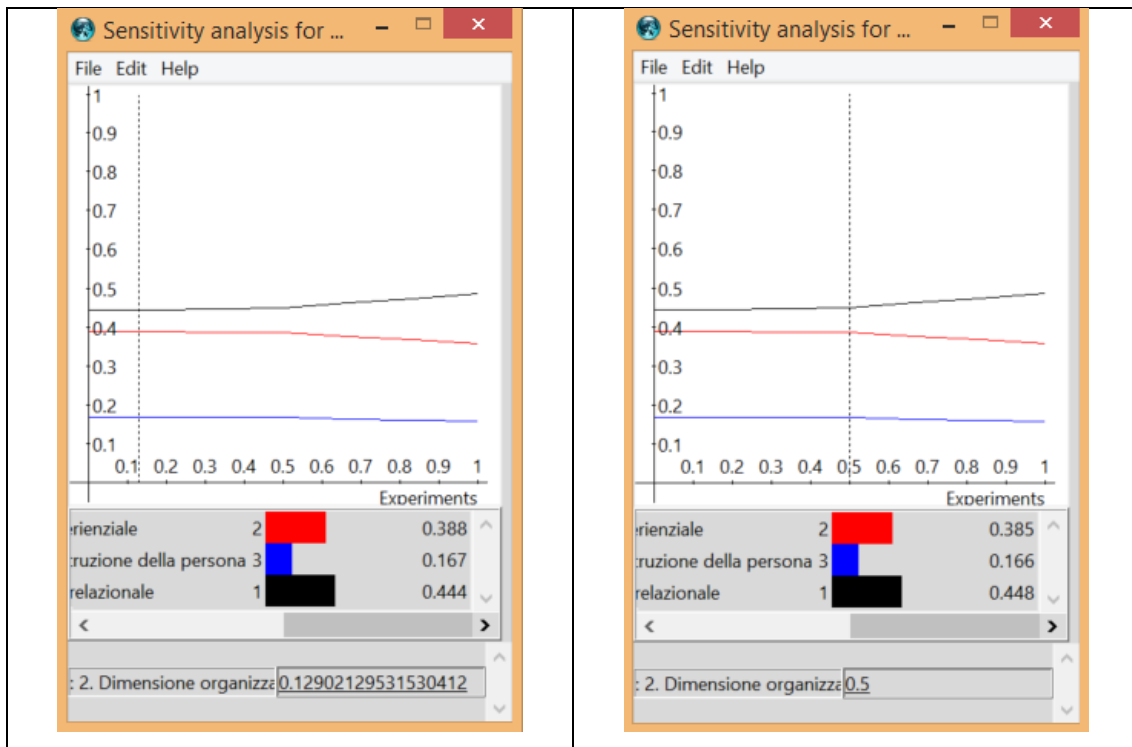 Sensitivity analysis for ...
File Edit Help
1
0.9
0.8
0.7
0.6
0.5
0.4
0.3
0.2
0.1
0.1 0.2 0.3 0.4 0.5 0.6 0.7 0.8 0.9 1
Experiments
erienziale 2 0.388
truzione della persona 3 0.167
relazionale 1 0.444
: 2. Dimensione organizza 0.12902129531530412
Sensitivity analysis for ...
File Edit Help
1
0.9
0.8
0.7
0.6
0.5
0.4
0.3
0.2
0.1
0.1 0.2 0.3 0.4 0.5 0.6 0.7 0.8 0.9 1
Experiments
erienziale 2 0.385
truzione della persona 3 0.166
relazionale 1 0.448
: 2. Dimensione organizza 0.5